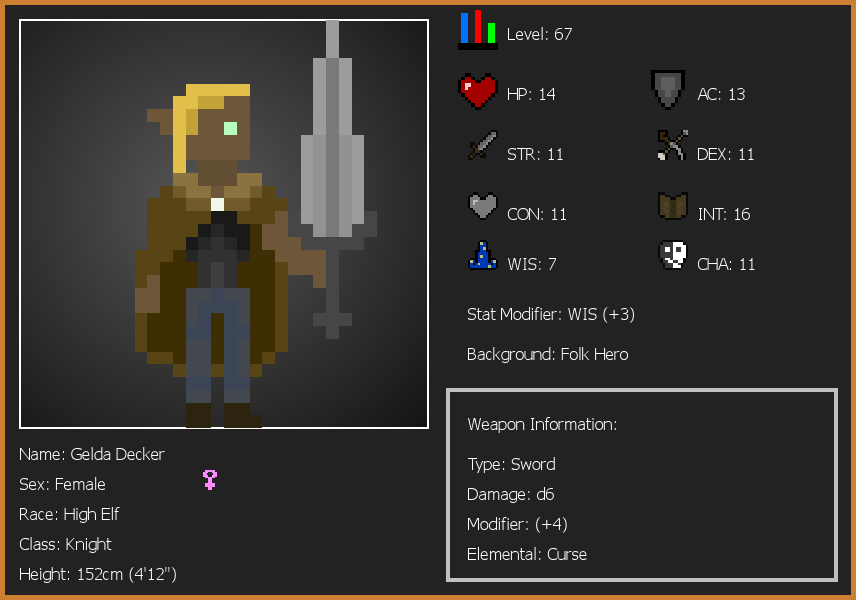 Level: 67
HP: 14
AC: 13
STR: 11
DEX: 11
CON: 11
INT: 16
WIS: 7
CHA: 11
Stat Modifier: WIS (+3)
Background: Folk Hero
Weapon Information:
Type: Sword
Damage: d6
Modifier: (+4)
Elemental: Curse
Name: Gelda Decker
Sex: Female
Race: High Elf
Class: Knight
Height: 152cm (4'12")